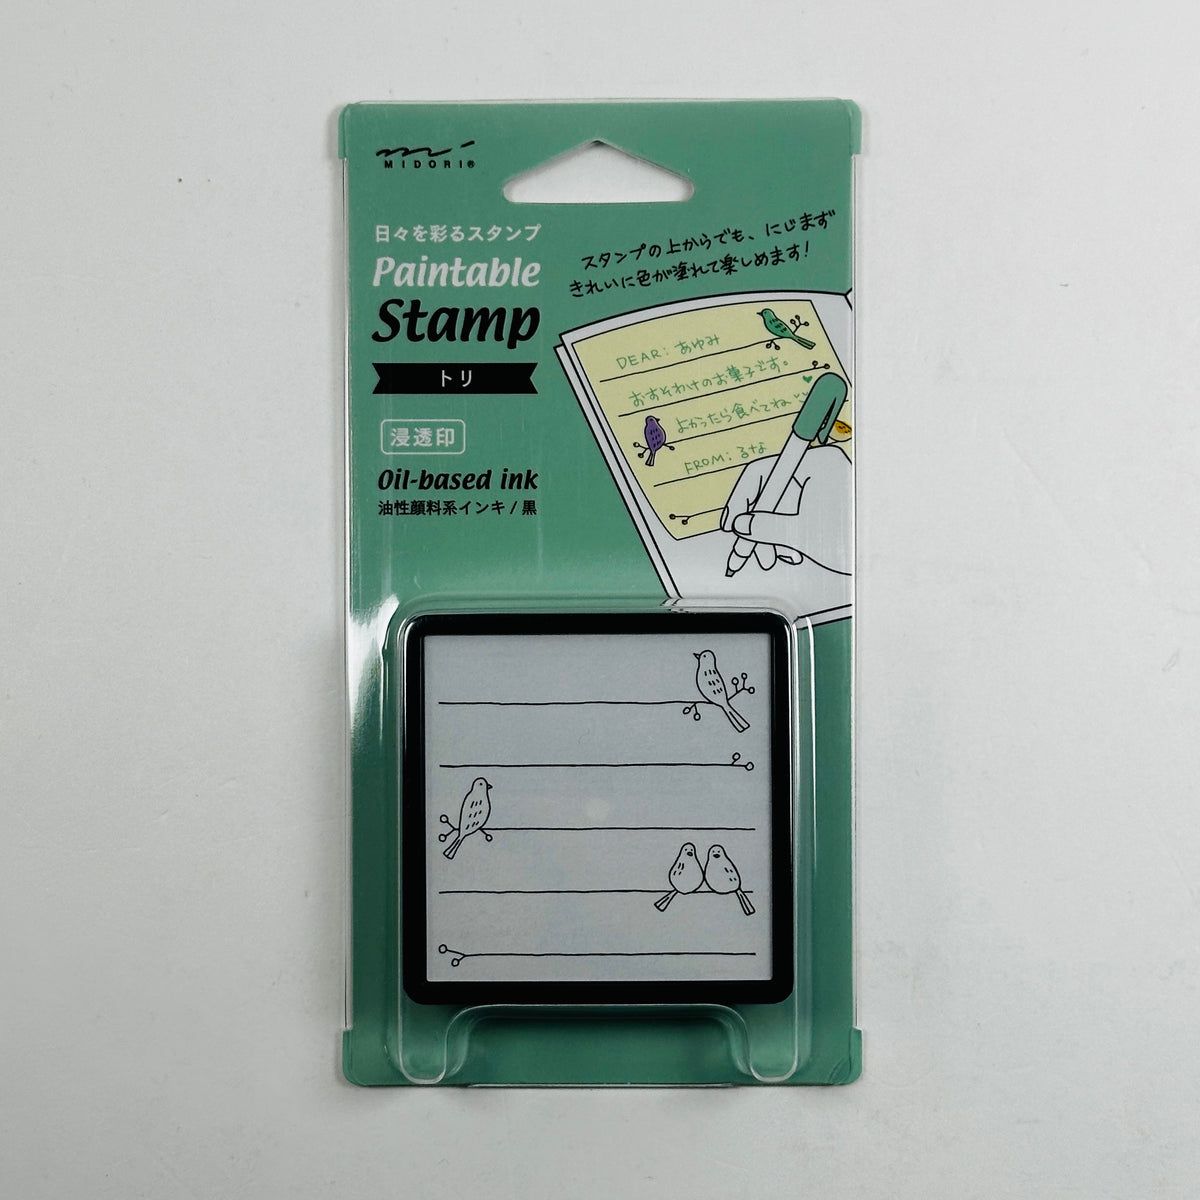 MIDORI®
日々を彩るスタンプ
Paintable
Stamp
トリ
浸透印
Oil-based ink
油性顔料系インキ / 黒
スタンプの上からでも、にじまず
きれいに色が塗れて楽しめます!
DEAR: あゆみ
おすそわけのお菓子です。
よかったら食べてね
FROM: るな